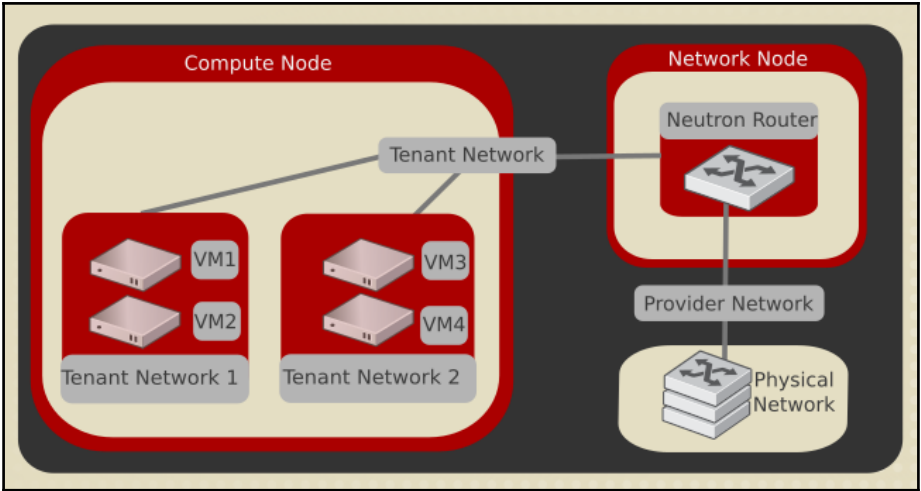 Compute Node
Network Node
Neutron Router
Tenant Network
VM1
VM3
VM2
VM4
Provider Network
Tenant Network 1
Tenant Network 2
Physical
Network